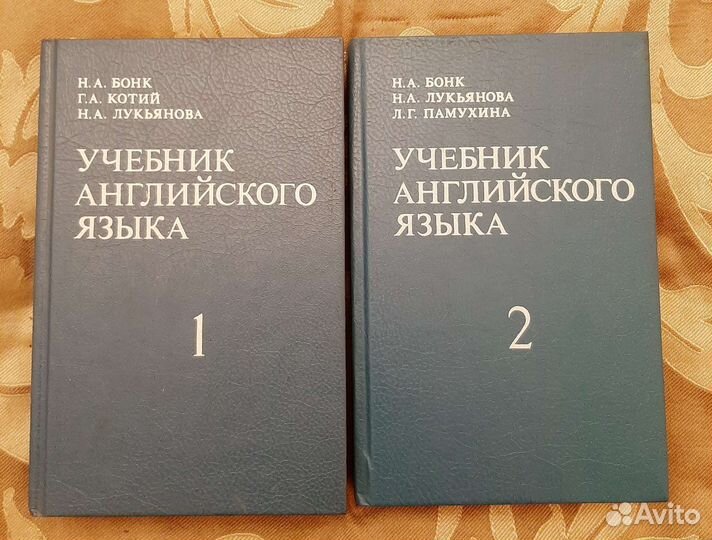 Н.А. БОНК
Г.А. КОТИЙ
Н.А. ЛУКЬЯНОВА
УЧЕБНИК
АНГЛИЙСКОГО
ЯЗЫКА
1
Н.А. БОНК
Н.А. ЛУКЬЯНОВА
Л.Г. ПАМУХИНА
УЧЕБНИК
АНГЛИЙСКОГО
ЯЗЫКА
2
Avito